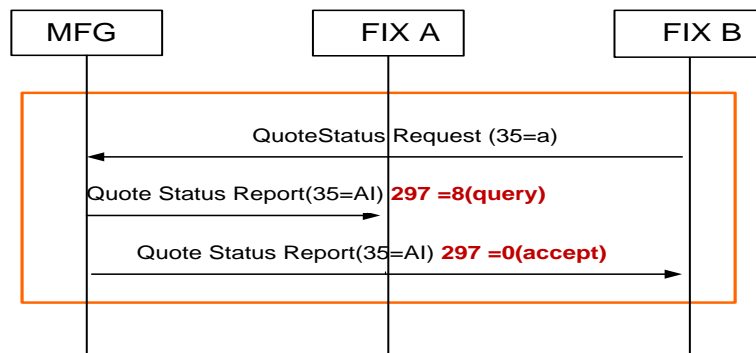 MFG
FIX A
FIX B
QuoteStatus Request (35=a)
Quote Status Report(35=AI) 297 =8(query)
Quote Status Report(35=AI) 297 =0(accept)